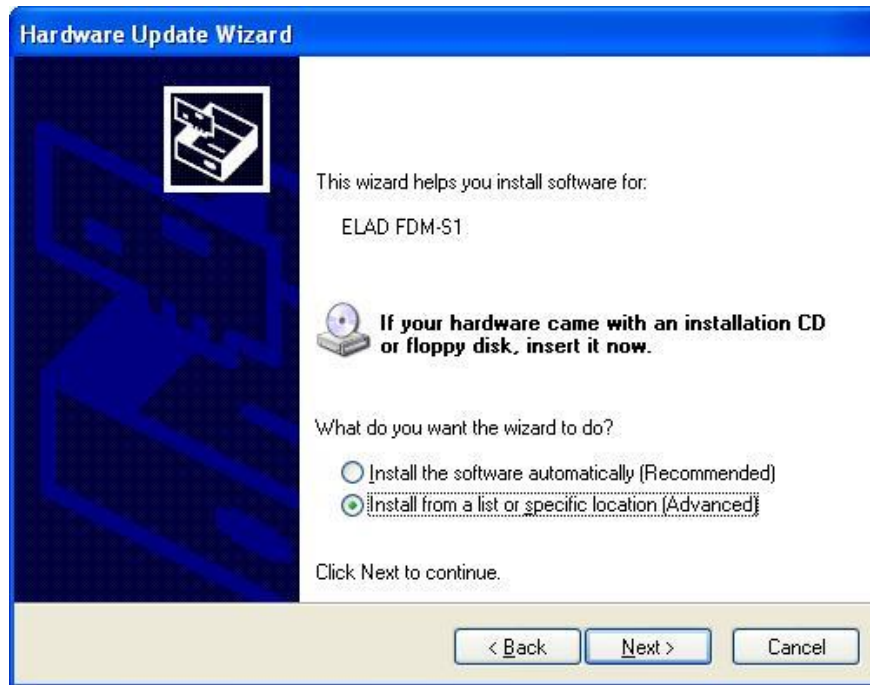 Hardware Update Wizard
This wizard helps you install software for:
ELAD FDM-S1
If your hardware came with an installation CD
or floppy disk, insert it now.
What do you want the wizard to do?
Install the software automatically (Recommended)
Install from a list or specific location (Advanced)
Click Next to continue.
< Back
Next >
Cancel